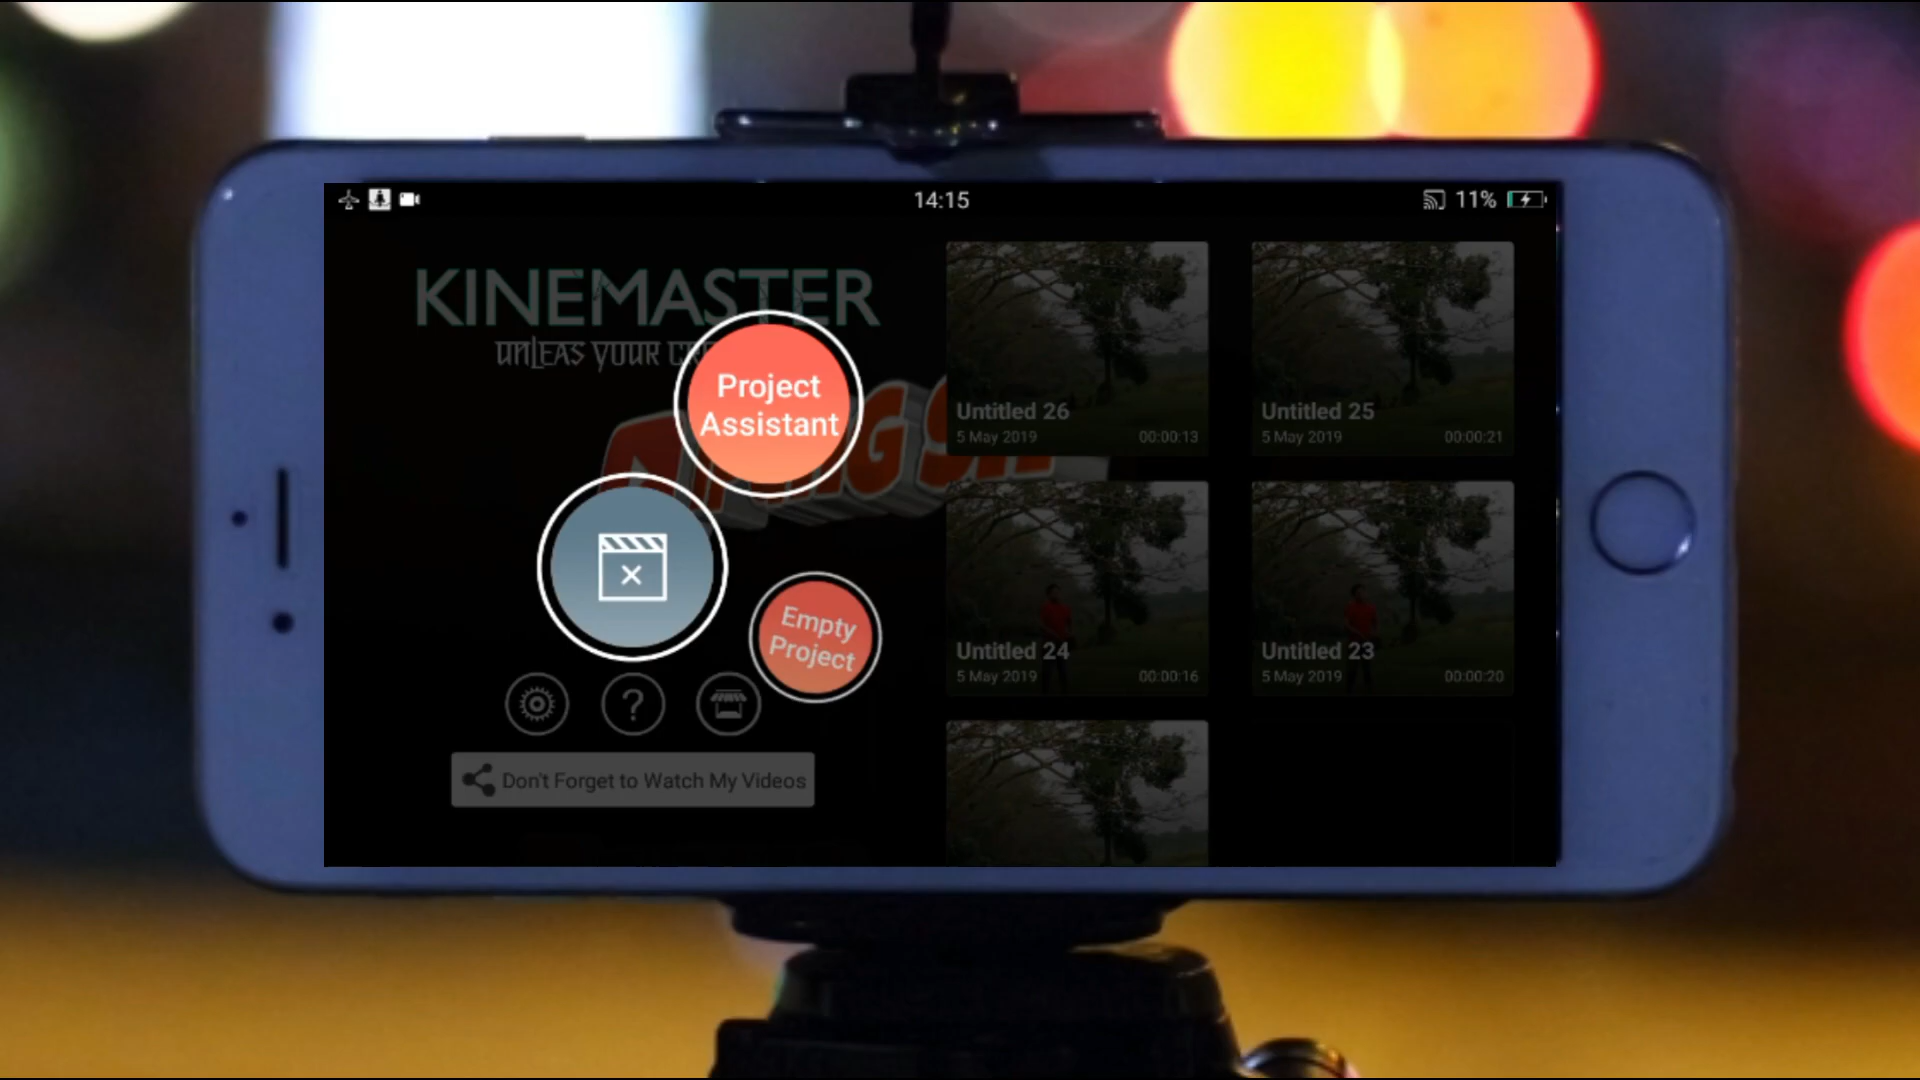 14:15
11%
KINEMASTER
UNLEAS YOUR
Project
Assistant
Empty
Project
Don't Forget to Watch My Videos
Untitled 26
5 May 2019 00:00:13
Untitled 25
5 May 2019 00:00:21
Untitled 24
5 May 2019 00:00:16
Untitled 23
5 May 2019 00:00:20